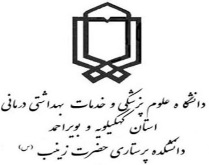 دانشگاه علوم پزشکی و خدمات بهداشتی درمانی
استان کهگیلویه و بویراحمد
دانشکده پرستاری حضرت زینب (س)